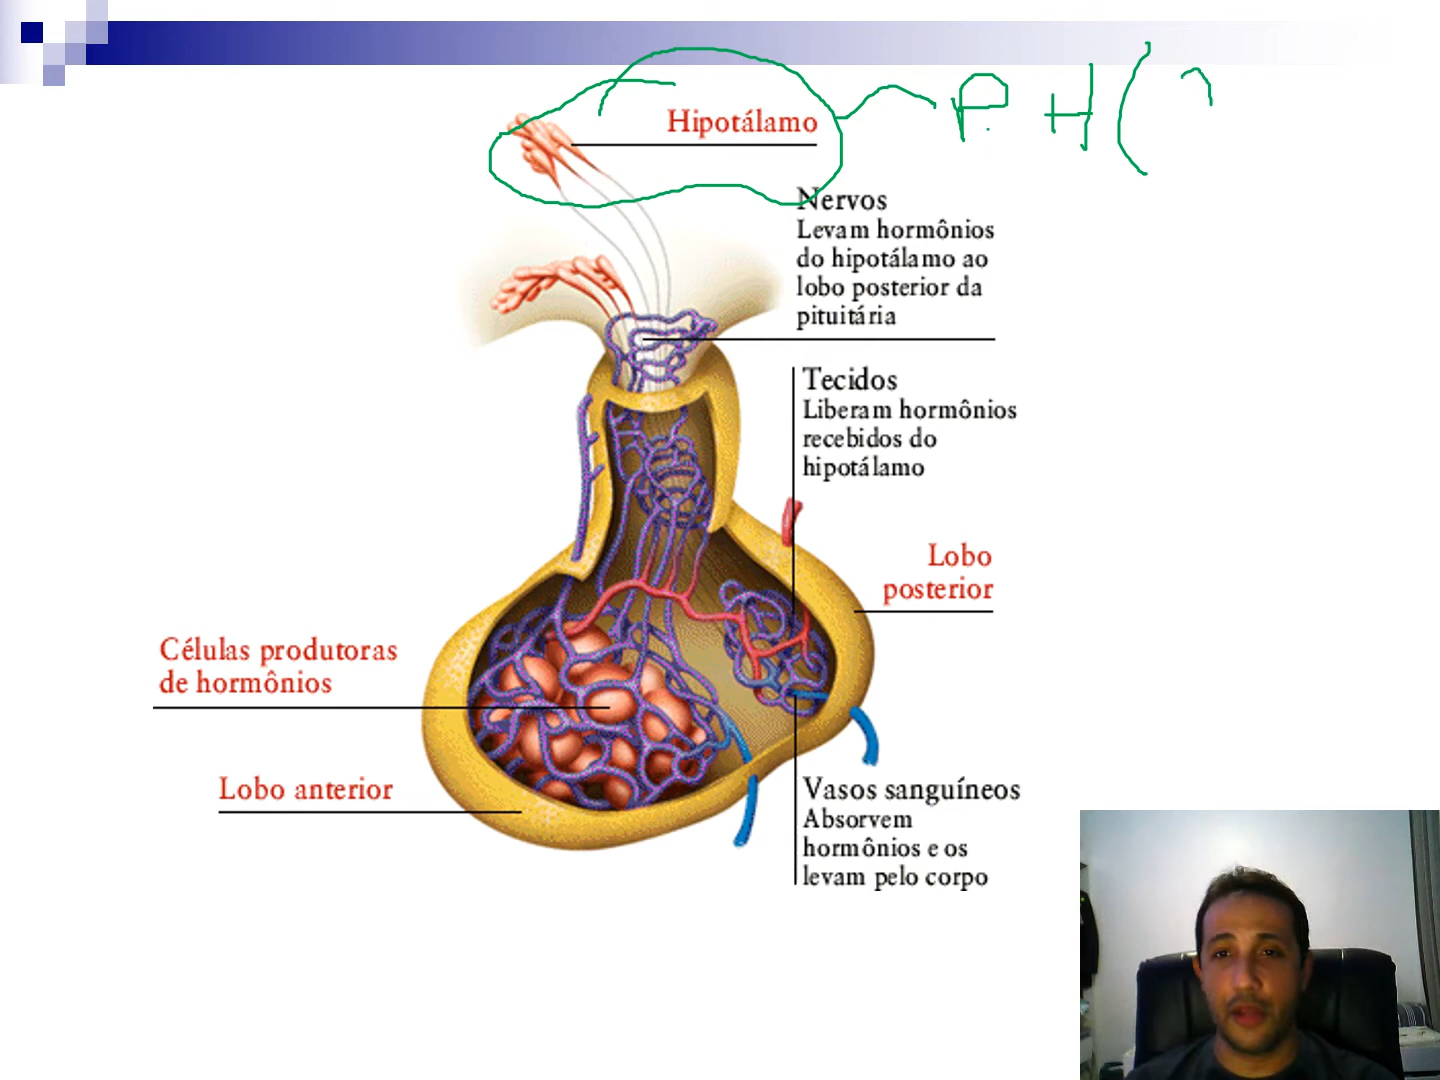 P H (
Hipotálamo
Nervos
Levam hormônios
do hipotálamo ao
lobo posterior da
pituitária
Tecidos
Liberam hormônios
recebidos do
hipotálamo
Lobo
posterior
Células produtoras
de hormônios
Lobo anterior
Vasos sanguíneos
Absorvem
hormônios e os
levam pelo corpo